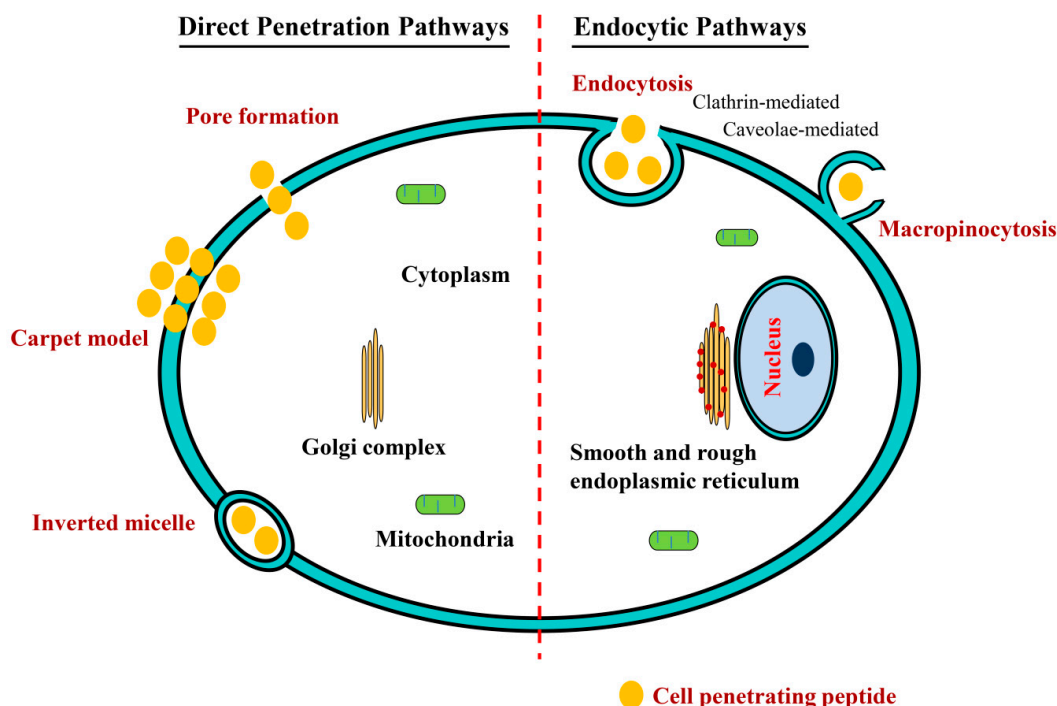 Direct Penetration Pathways
Endocytic Pathways
Endocytosis
Clathrin-mediated
Caveolae-mediated
Pore formation
Macropinocytosis
Cytoplasm
Carpet model
Nucleus
Golgi complex
Smooth and rough
endoplasmic reticulum
Inverted micelle
Mitochondria
Cell penetrating peptide